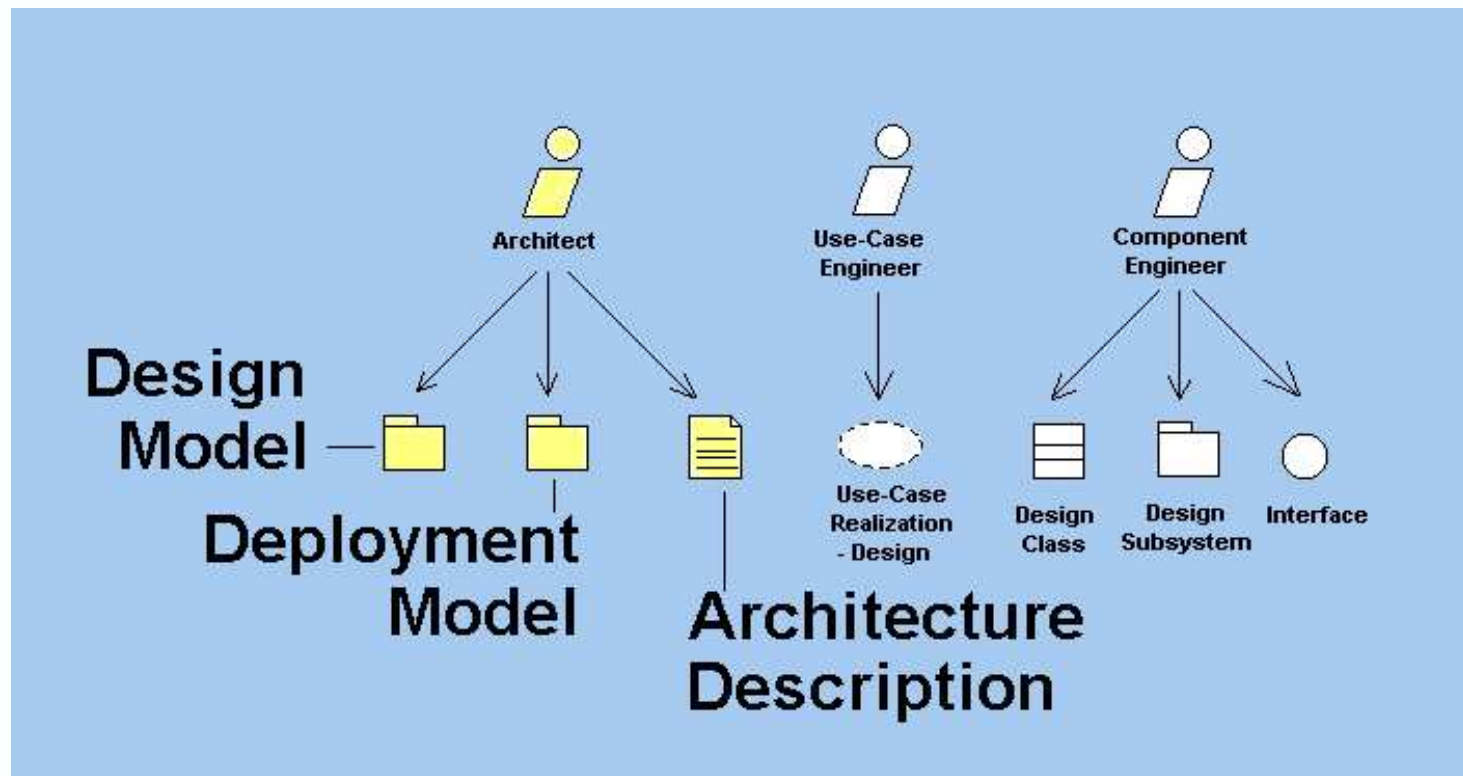 Architect
Use-Case
Engineer
Component
Engineer
Design
Model
Deployment
Model
Architecture
Description
Use-Case
Realization
- Design
Design
Class
Design
Subsystem
Interface